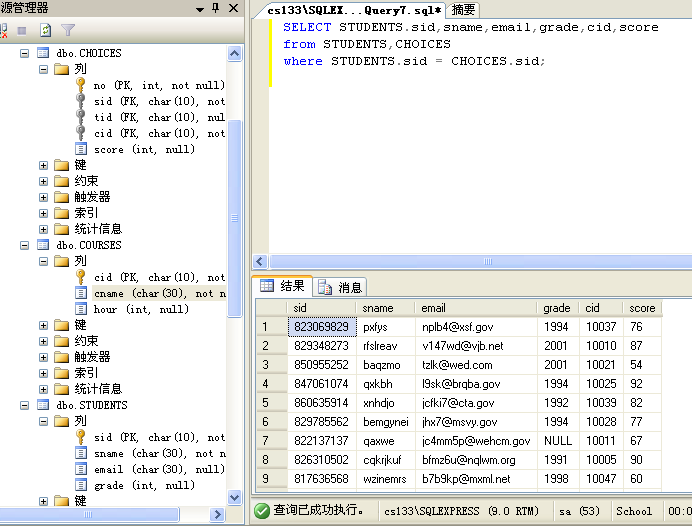 源管理器
dbo.CHOICES
列
no (PK, int, not null)
sid (FK, char(10), not
tid (FK, char(10), nul
cid (FK, char(10), not
score (int, null)
键
约束
触发器
索引
统计信息
dbo.COURSES
列
cid (PK, char(10), not
cname (char(30), not n
hour (int, null)
键
约束
触发器
索引
统计信息
dbo.STUDENTS
列
sid (PK, char(10), not
sname (char(30), not n
email (char(30), null)
grade (int, null)
键
cs133\SQLEX...Query7.sql* 摘要
SELECT STUDENTS.sid,sname,email,grade,cid,score
from STUDENTS,CHOICES
where STUDENTS.sid = CHOICES.sid;
结果 消息
sid sname email grade cid score
1 823069829 pxfys nplb4@xsf.gov 1994 10037 76
2 829348273 rfslreav v147wd@vjb.net 2001 10010 87
3 850955252 baqzmo tzlk@wed.com 2001 10021 54
4 847061074 qxkbh l9sk@brqba.gov 1994 10025 92
5 860635914 xnhdjo jcfki7@cta.gov 1992 10039 82
6 829785562 bemgynei jhx7@msvy.gov 1994 10028 77
7 822137137 qaxwe jc4mm5p@wehcm.gov NULL 10011 67
8 826310502 cqkrjkuf bfmz6u@nqlwm.org 1991 10005 90
9 817636568 wzinemrs b7b9kp@mxml.net 1998 10047 60
查询已成功执行。 cs133\SQLEXPRESS (9.0 RTM) sa (53) School 00:0